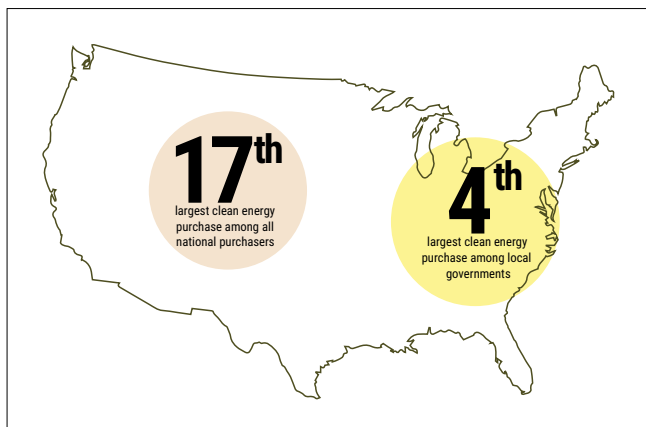 17th
largest clean energy
purchase among all
national purchasers
4th
largest clean energy
purchase among local
governments